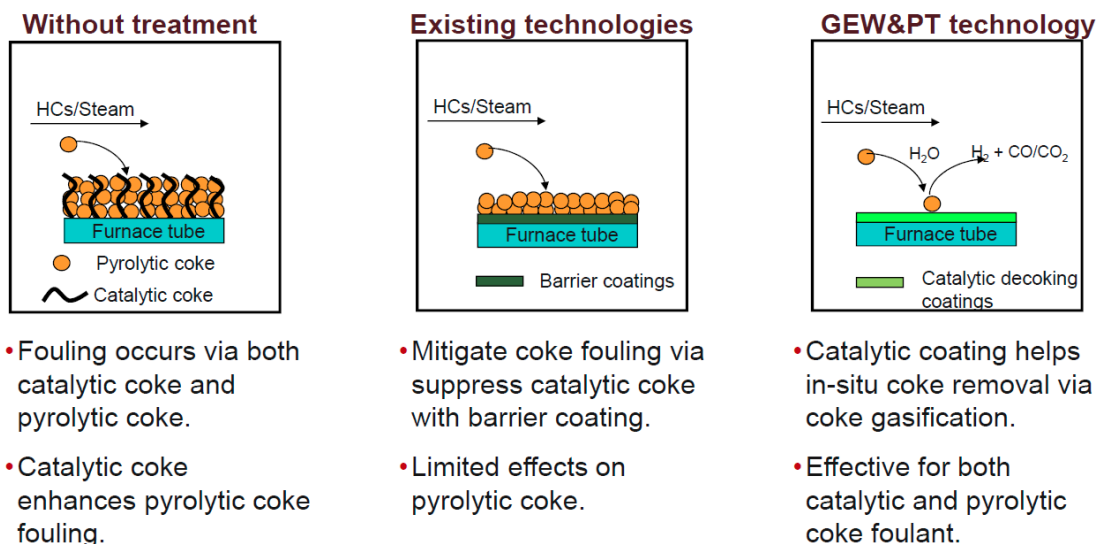 Without treatment
HCs/Steam
Furnace tube
Pyrolytic coke
Catalytic coke
•Fouling occurs via both
catalytic coke and
pyrolytic coke.
•Catalytic coke
enhances pyrolytic coke
fouling.
Existing technologies
HCs/Steam
Furnace tube
Barrier coatings
•Mitigate coke fouling via
suppress catalytic coke
with barrier coating.
•Limited effects on
pyrolytic coke.
GEW&PT technology
HCs/Steam
H₂O
H₂ + CO/CO₂
Furnace tube
Catalytic decoking
coatings
•Catalytic coating helps
in-situ coke removal via
coke gasification.
•Effective for both
catalytic and pyrolytic
coke foulant.